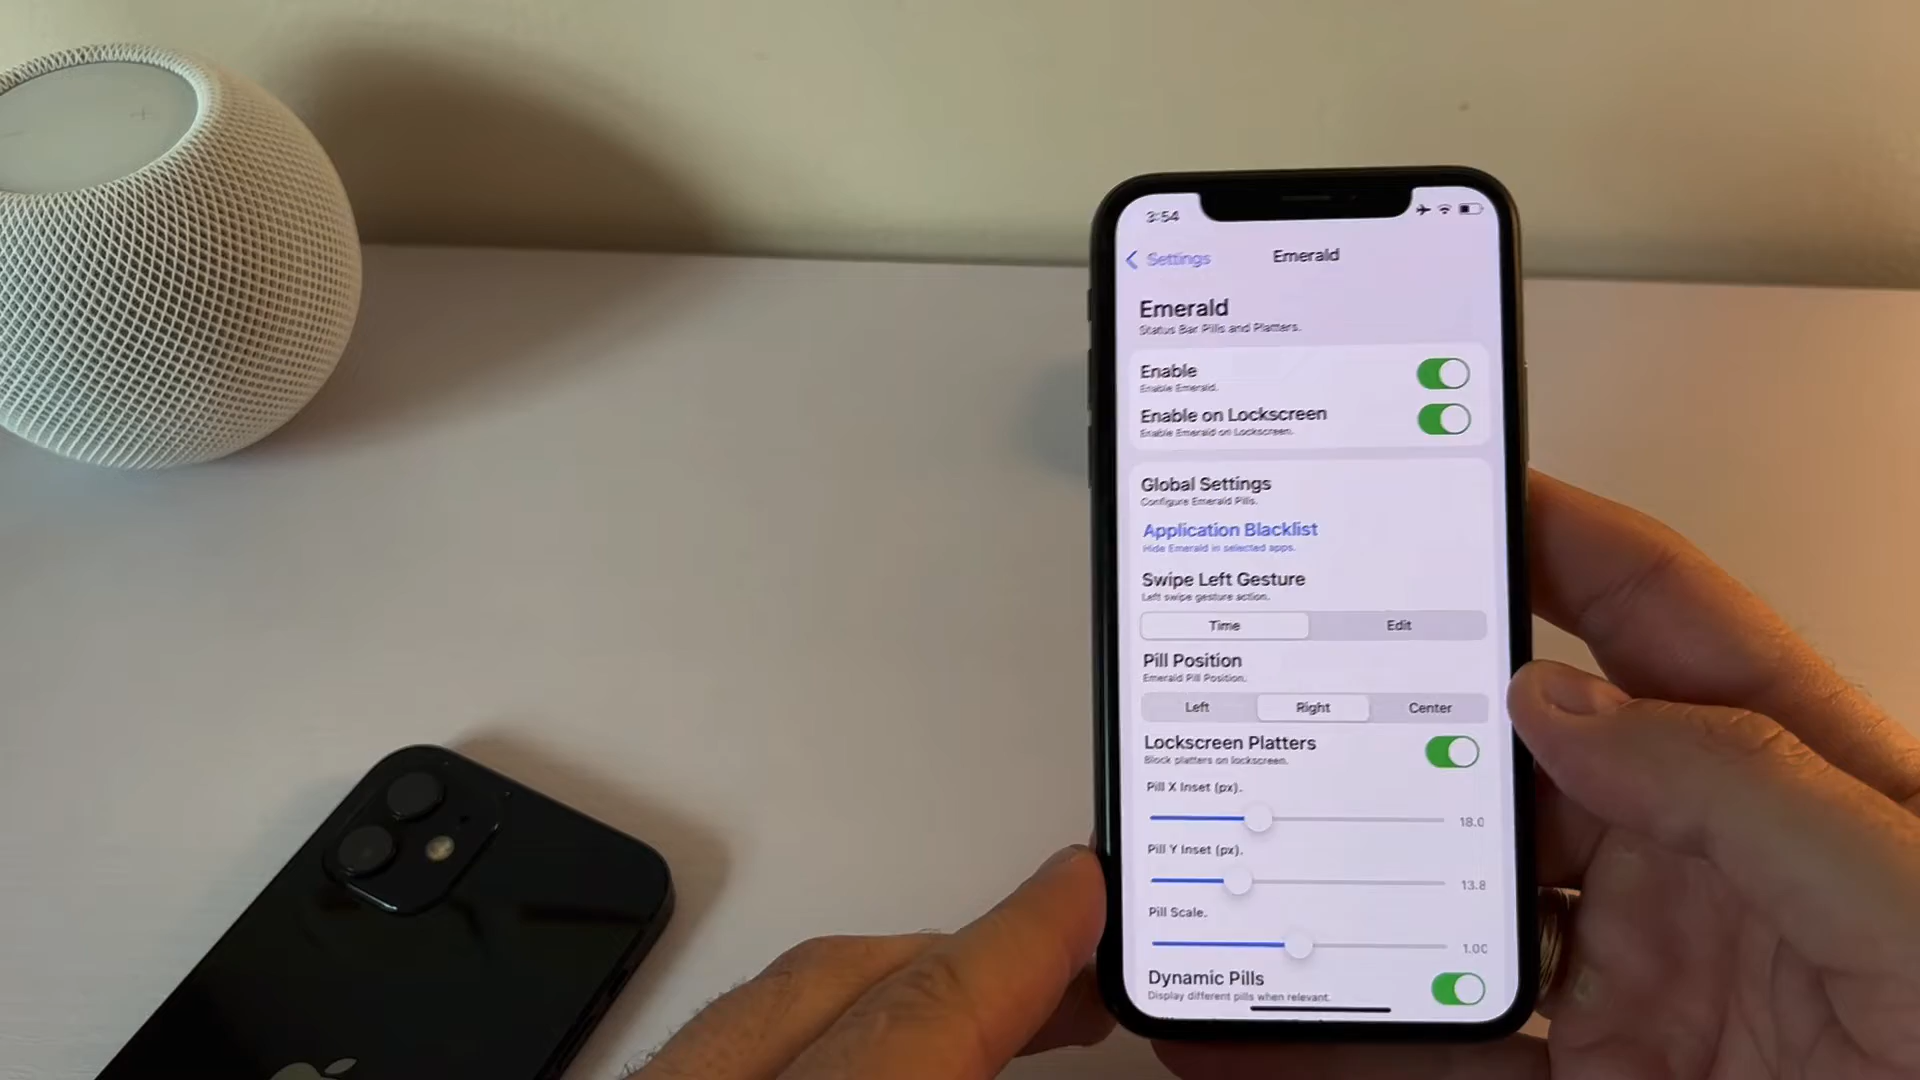 3:54
Settings
Emerald
Emerald
Status Bar Pills and Platters.
Enable
Enable Emerald.
Enable on Lockscreen
Enable Emerald on Lockscreen.
Global Settings
Configure Emerald Pills.
Application Blacklist
Hide Emerald in selected apps.
Swipe Left Gesture
Left swipe gesture action.
Time Edit
Pill Position
Emerald Pill Position.
Left Right Center
Lockscreen Platters
Block platters on lockscreen.
Pill X Inset (px).
18.0
Pill Y Inset (px).
13.8
Pill Scale.
1.00
Dynamic Pills
Display different pills when relevant.